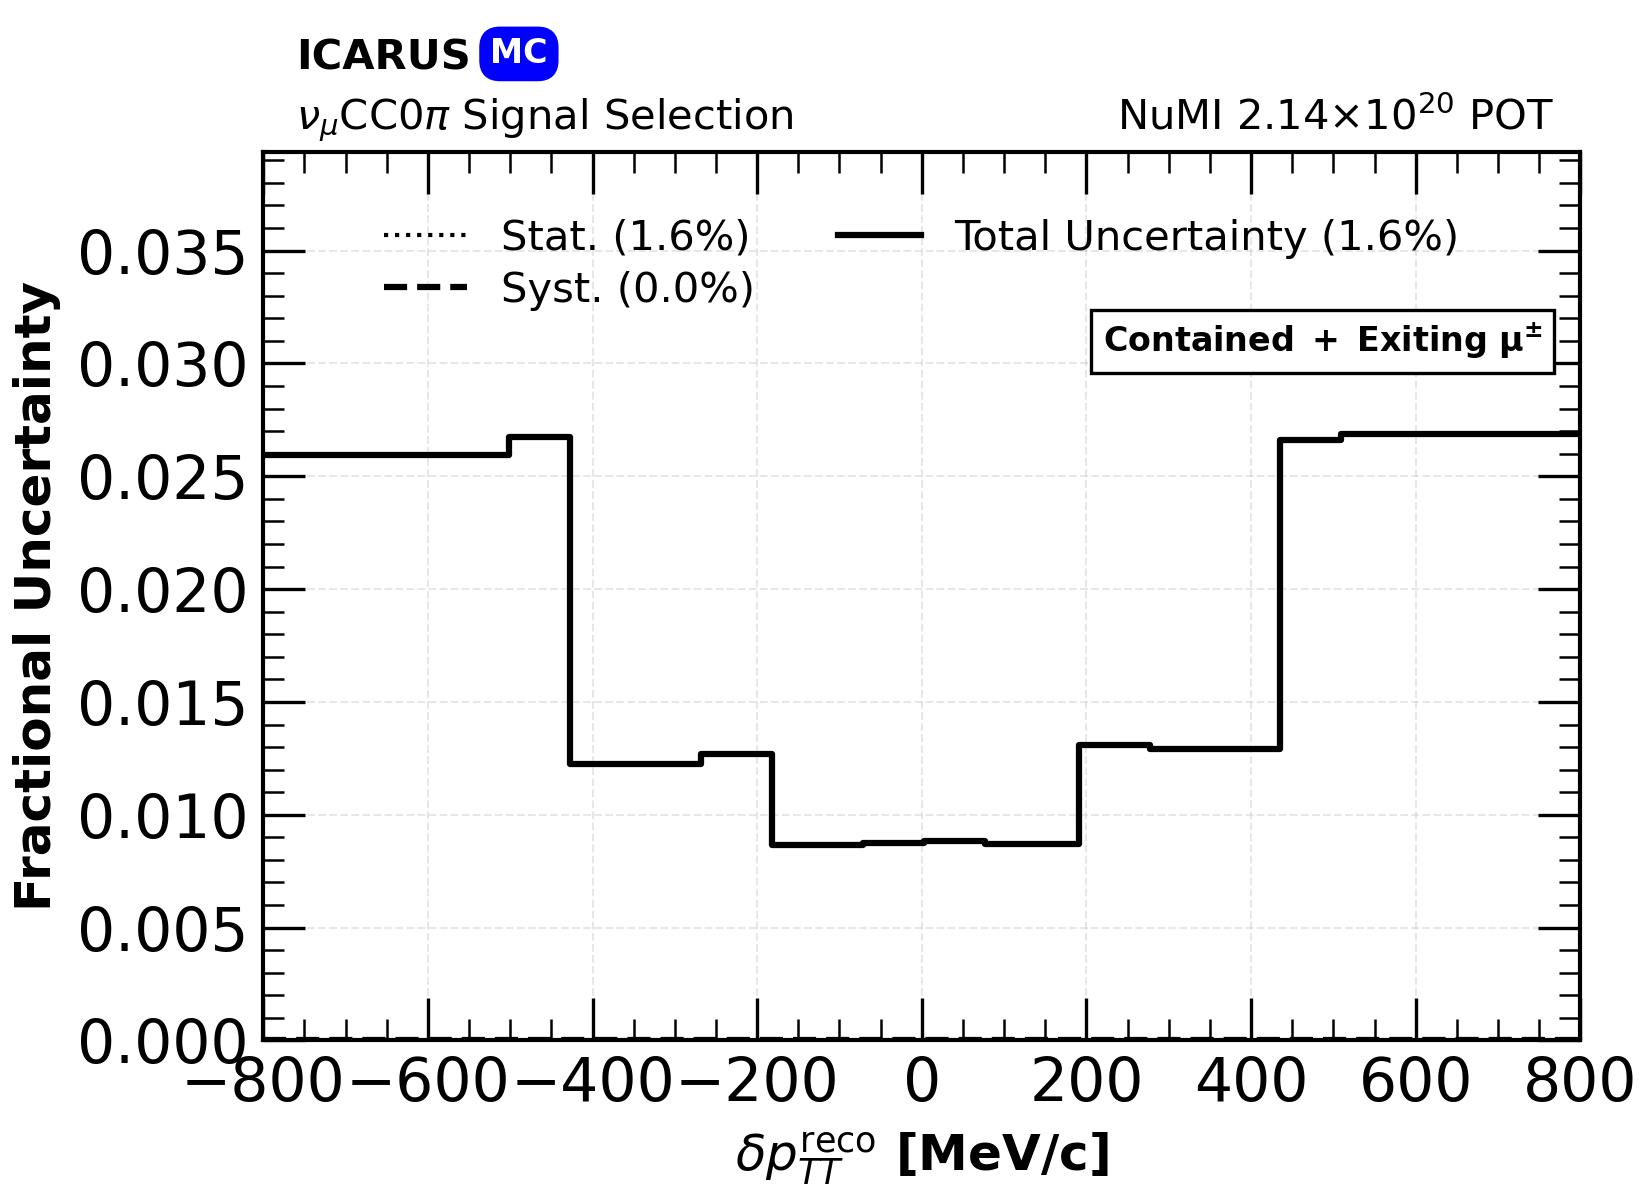 ICARUS MC
νμCC0π Signal Selection NuMI 2.14×10²⁰ POT
Stat. (1.6%) Total Uncertainty (1.6%)
Syst. (0.0%)
Contained + Exiting μ±
0.035
0.030
0.025
0.020
0.015
0.010
0.005
0.000
Fractional Uncertainty
−800 −600 −400 −200 0 200 400 600 800
δp_TT^reco [MeV/c]